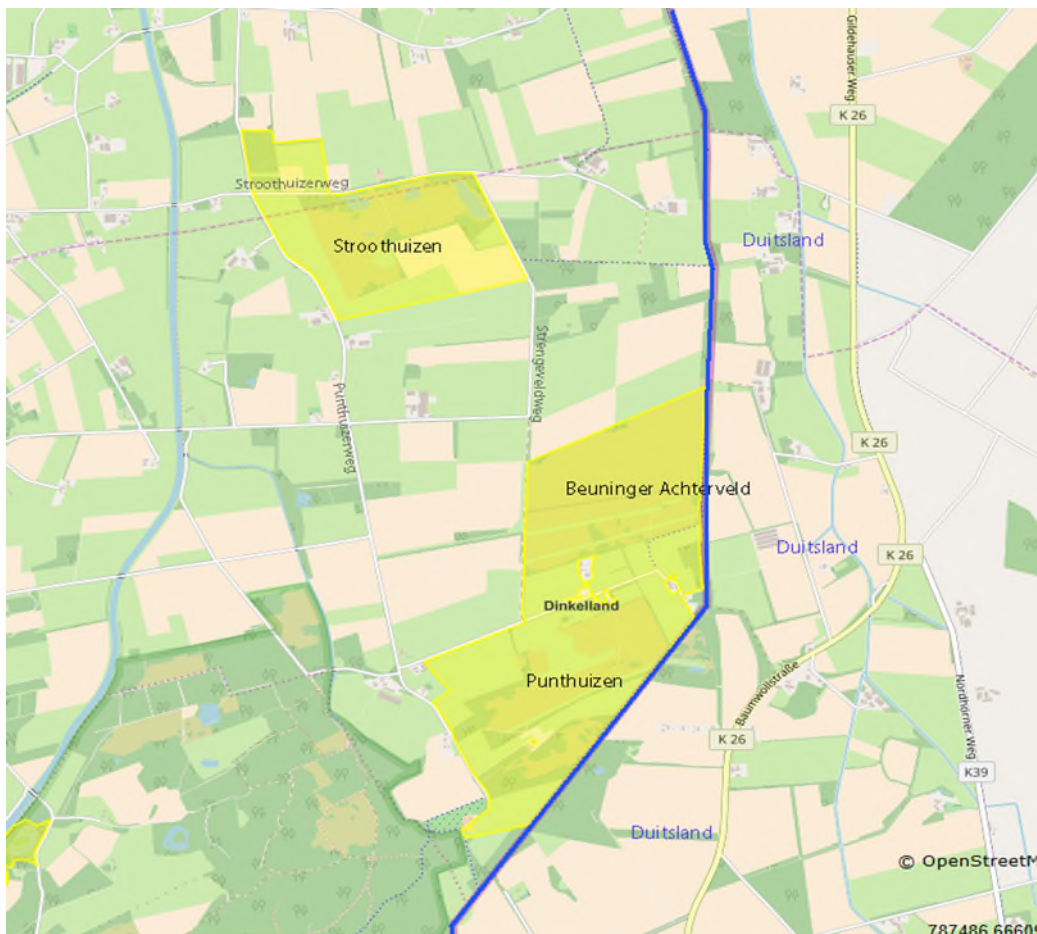 Gildehauser Weg
K 26
Stroothuizerweg
Duitsland
Stroothuizen
Strengeveldweg
Punthuizerweg
K 26
Beuninger Achterveld
Duitsland
K 26
Dinkelland
Punthuizen
Baumwollstraße
Nordhorner Weg
K 26
K39
Duitsland
© OpenStreetM
787486 66609